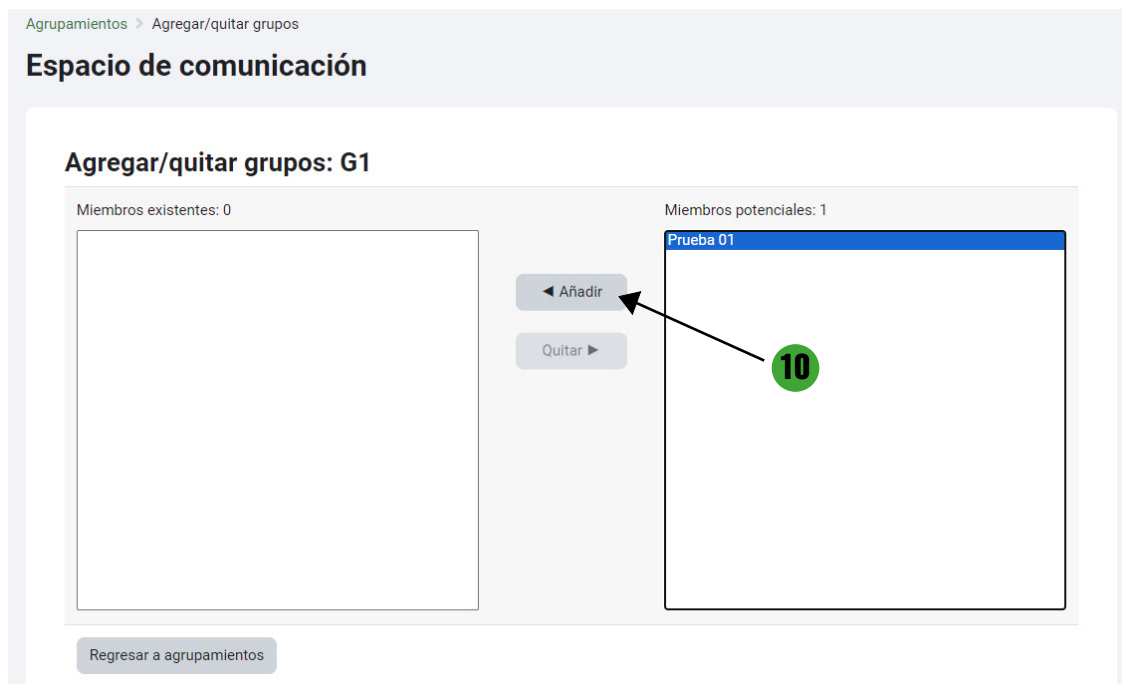 Agrupamientos > Agregar/quitar grupos
Espacio de comunicación
Agregar/quitar grupos: G1
Miembros existentes: 0
Miembros potenciales: 1
Prueba 01
◄ Añadir
Quitar ►
10
Regresar a agrupamientos